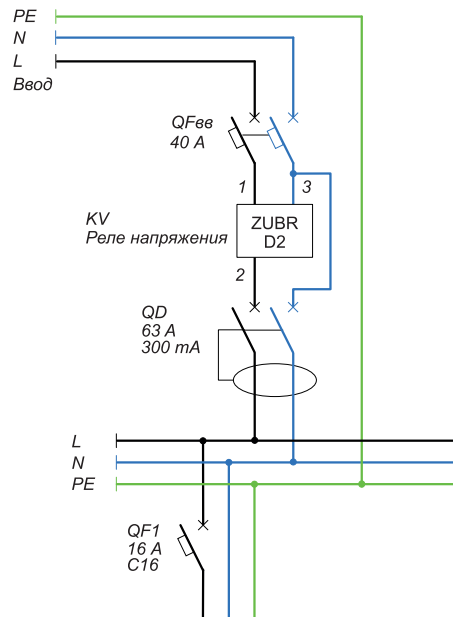 PE
N
L
Ввод
QFвв
40 А
1
3
KV
Реле напряжения
ZUBR
D2
2
QD
63 А
300 mA
L
N
PE
QF1
16 А
C16